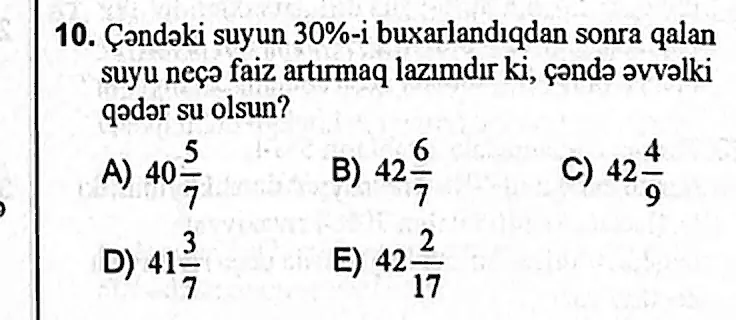 10. Çəndəki suyun 30%-i buxarlandıqdan sonra qalan
suyu neçə faiz artırmaq lazımdır ki, çəndə əvvəlki
qədər su olsun?
A) 40 5/7 B) 42 6/7 C) 42 4/9
D) 41 3/7 E) 42 2/17